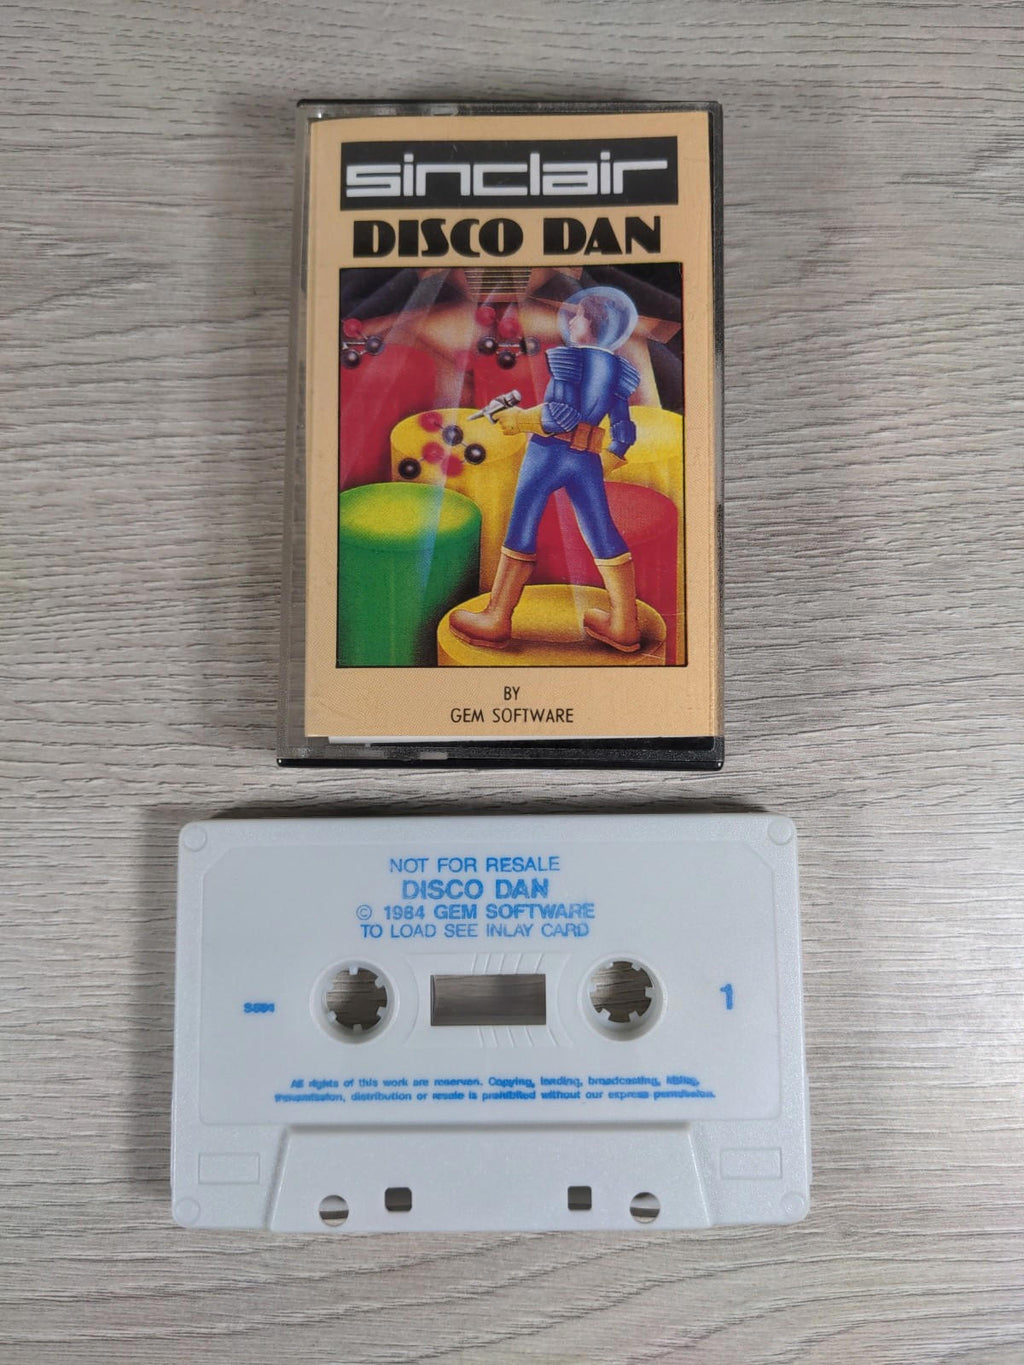 sinclair
DISCO DAN
BY
GEM SOFTWARE
NOT FOR RESALE
DISCO DAN
© 1984 GEM SOFTWARE
TO LOAD SEE INLAY CARD
1
All rights of this work are reserved. Copying, lending, broadcasting, hiring,
transmission, distribution or resale is prohibited without our express permission.